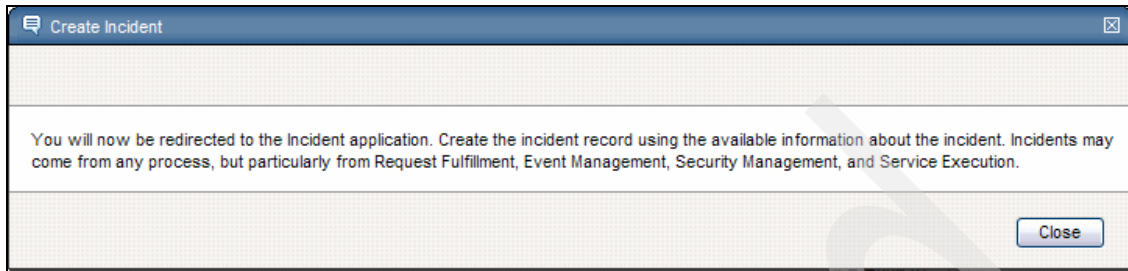 Create Incident
You will now be redirected to the Incident application. Create the incident record using the available information about the incident. Incidents may
come from any process, but particularly from Request Fulfillment, Event Management, Security Management, and Service Execution.
Close